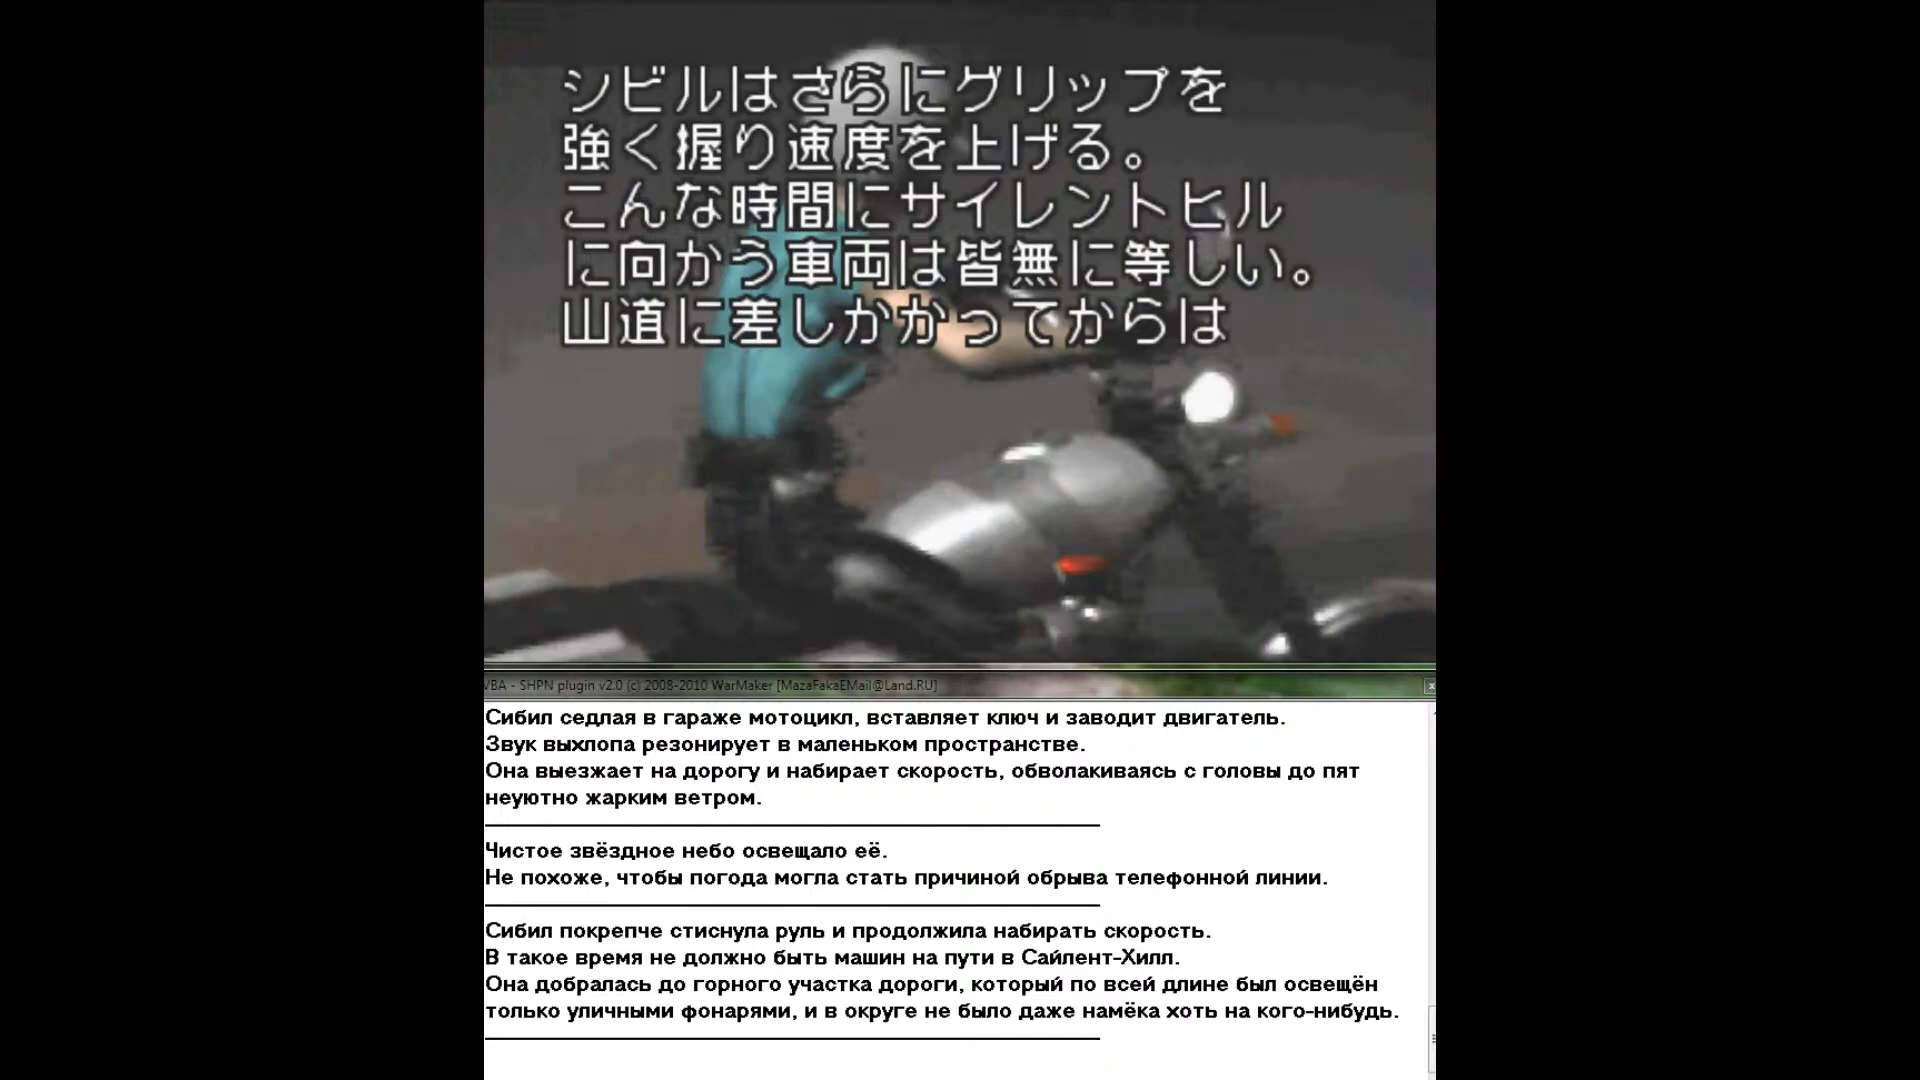 シビルはさらにグリップを
強く握り速度を上げる。
こんな時間にサイレントヒル
に向かう車両は皆無に等しい。
山道に差しかかってからは
VBA - SHPN plugin v2.0 (c) 2008-2010 WarMaker [MazaFakaEMail@Land.RU]
Сибил седлая в гараже мотоцикл, вставляет ключ и заводит двигатель.
Звук выхлопа резонирует в маленьком пространстве.
Она выезжает на дорогу и набирает скорость, обволакиваясь с головы до пят
неуютно жарким ветром.
Чистое звёздное небо освещало её.
Не похоже, чтобы погода могла стать причиной обрыва телефонной линии.
Сибил покрепче стиснула руль и продолжила набирать скорость.
В такое время не должно быть машин на пути в Сайлент-Хилл.
Она добралась до горного участка дороги, который по всей длине был освещён
только уличными фонарями, и в округе не было даже намёка хоть на кого-нибудь.